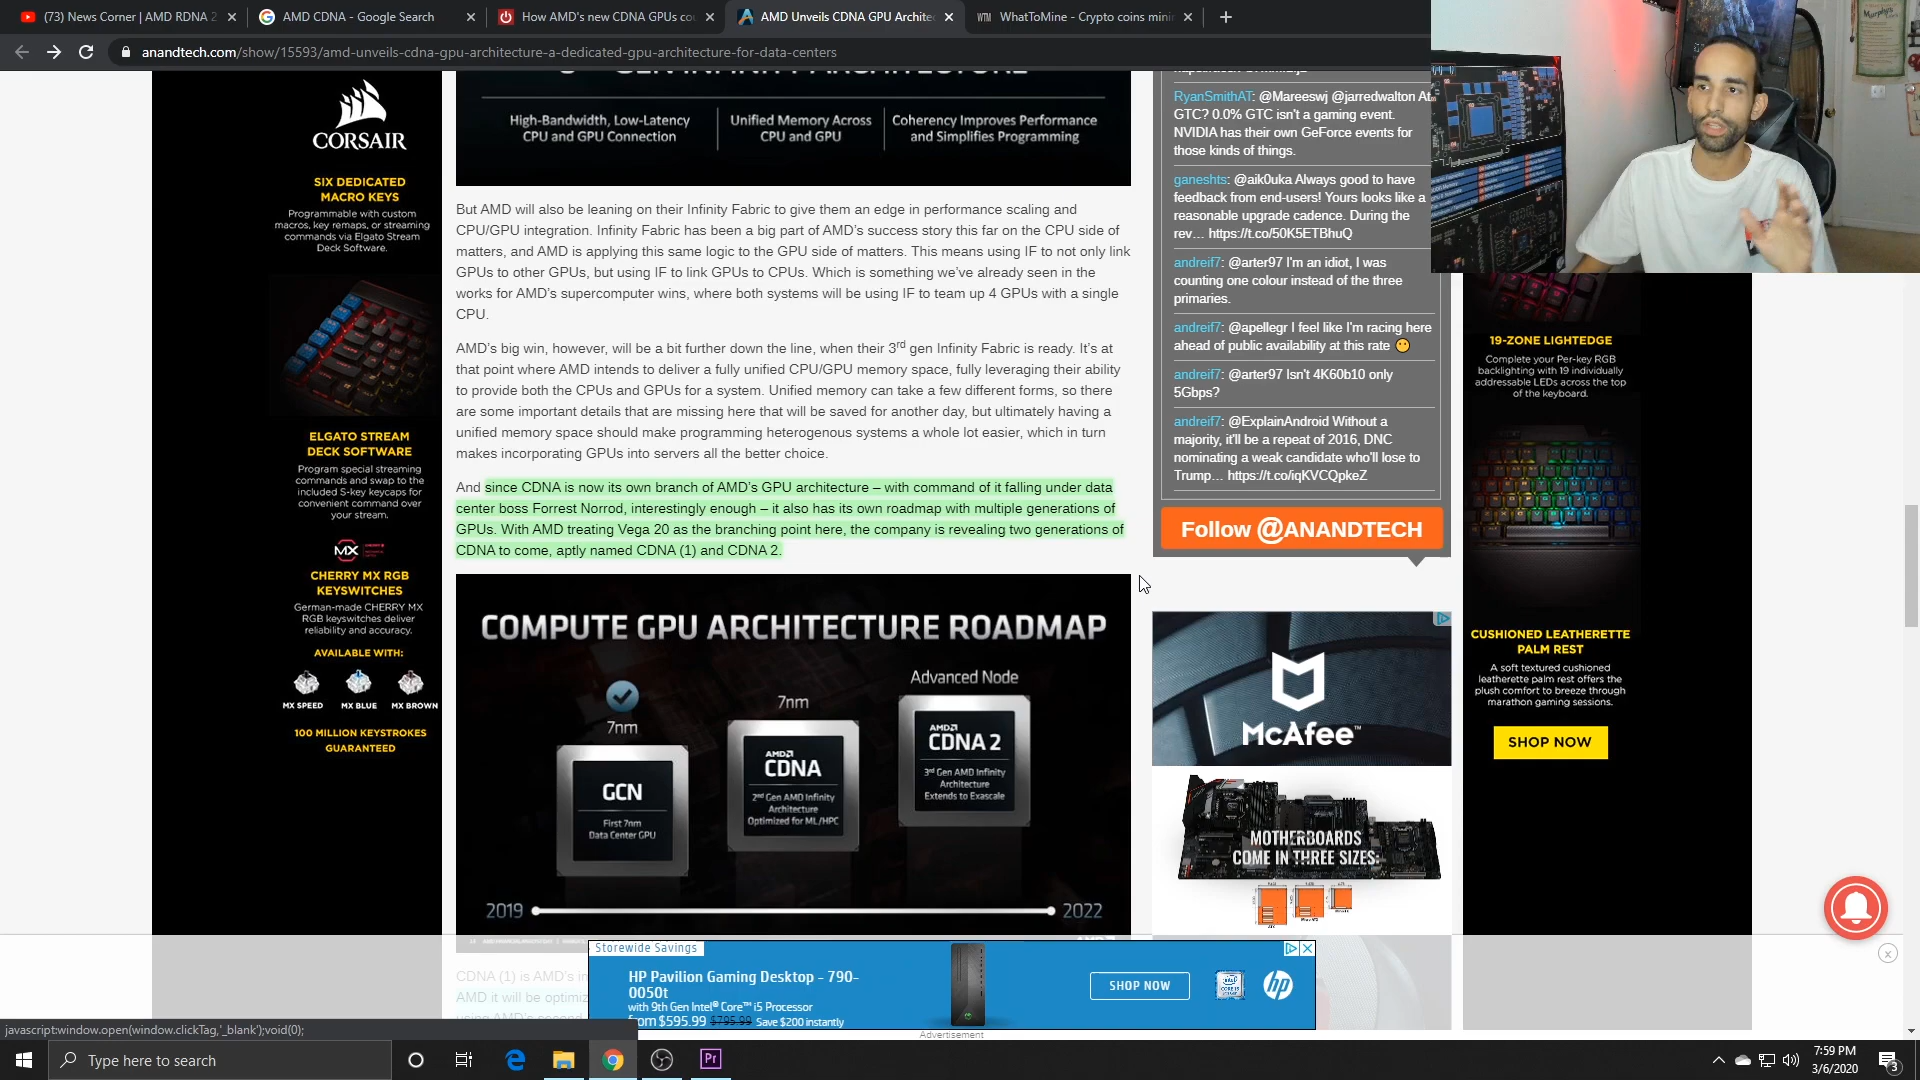 (73) News Corner | AMD RDNA 2
AMD CDNA - Google Search
How AMD's new CDNA GPUs co
AMD Unveils CDNA GPU Archite
WhatToMine - Crypto coins mini
anandtech.com/show/15593/amd-unveils-cdna-gpu-architecture-a-dedicated-gpu-architecture-for-data-centers
CORSAIR
SIX DEDICATED
MACRO KEYS
Programmable with custom
macros, key remaps, or streaming
commands via Elgato Stream
Deck Software.
ELGATO STREAM
DECK SOFTWARE
Program special streaming
commands and swap to the
included S-key keycaps for
convenient command over
your stream.
MX
CHERRY MX RGB
KEYSWITCHES
German-made CHERRY MX
RGB keyswitches deliver
reliability and accuracy.
AVAILABLE WITH:
MX SPEED MX BLUE MX BROWN
100 MILLION KEYSTROKES
GUARANTEED
High-Bandwidth, Low-Latency
CPU and GPU Connection
Unified Memory Across
CPU and GPU
Coherency Improves Performance
and Simplifies Programming
But AMD will also be leaning on their Infinity Fabric to give them an edge in performance scaling and
CPU/GPU integration. Infinity Fabric has been a big part of AMD's success story this far on the CPU side of
matters, and AMD is applying this same logic to the GPU side of matters. This means using IF to not only link
GPUs to other GPUs, but using IF to link GPUs to CPUs. Which is something we've already seen in the
works for AMD's supercomputer wins, where both systems will be using IF to team up 4 GPUs with a single
CPU.
AMD's big win, however, will be a bit further down the line, when their 3rd gen Infinity Fabric is ready. It's at
that point where AMD intends to deliver a fully unified CPU/GPU memory space, fully leveraging their ability
to provide both the CPUs and GPUs for a system. Unified memory can take a few different forms, so there
are some important details that are missing here that will be saved for another day, but ultimately having a
unified memory space should make programming heterogenous systems a whole lot easier, which in turn
makes incorporating GPUs into servers all the better choice.
And since CDNA is now its own branch of AMD's GPU architecture – with command of it falling under data
center boss Forrest Norrod, interestingly enough – it also has its own roadmap with multiple generations of
GPUs. With AMD treating Vega 20 as the branching point here, the company is revealing two generations of
CDNA to come, aptly named CDNA (1) and CDNA 2.
COMPUTE GPU ARCHITECTURE ROADMAP
7nm
GCN
First 7nm
Data Center GPU
7nm
AMD
CDNA
2nd Gen AMD Infinity
Architecture
Optimized for ML/HPC
Advanced Node
AMD
CDNA 2
3rd Gen AMD Infinity
Architecture
Extends to Exascale
2019
2022
CDNA (1) is AMD's in
AMD it will be optimiz
RyanSmithAT: @Mareeswj @jarredwalton At
GTC? 0.0% GTC isn't a gaming event.
NVIDIA has their own GeForce events for
those kinds of things.
ganeshts: @aik0uka Always good to have
feedback from end-users! Yours looks like a
reasonable upgrade cadence. During the
rev… https://t.co/50K5ETBhuQ
andreif7: @arter97 I'm an idiot, I was
counting one colour instead of the three
primaries.
andreif7: @apellegr I feel like I'm racing here
ahead of public availability at this rate
andreif7: @arter97 Isn't 4K60b10 only
5Gbps?
andreif7: @ExplainAndroid Without a
majority, it'll be a repeat of 2016, DNC
nominating a weak candidate who'll lose to
Trump… https://t.co/iqKVCQpkeZ
Follow @ANANDTECH
McAfee™
MOTHERBOARDS
COME IN THREE SIZES:
19-ZONE LIGHTEDGE
Complete your Per-key RGB
backlighting with 19 individually
addressable LEDs across the top
of the keyboard.
CUSHIONED LEATHERETTE
PALM REST
A soft textured cushioned
leatherette palm rest offers the
plush comfort to breeze through
marathon gaming sessions.
SHOP NOW
Storewide Savings
HP Pavilion Gaming Desktop - 790-
0050t
with 9th Gen Intel® Core™ i5 Processor
from $595.99 $795.99 Save $200 instantly
SHOP NOW
hp
Advertisement
javascript:window.open(window.clickTag,'_blank');void(0);
Type here to search
Pr
7:59 PM
3/6/2020
3